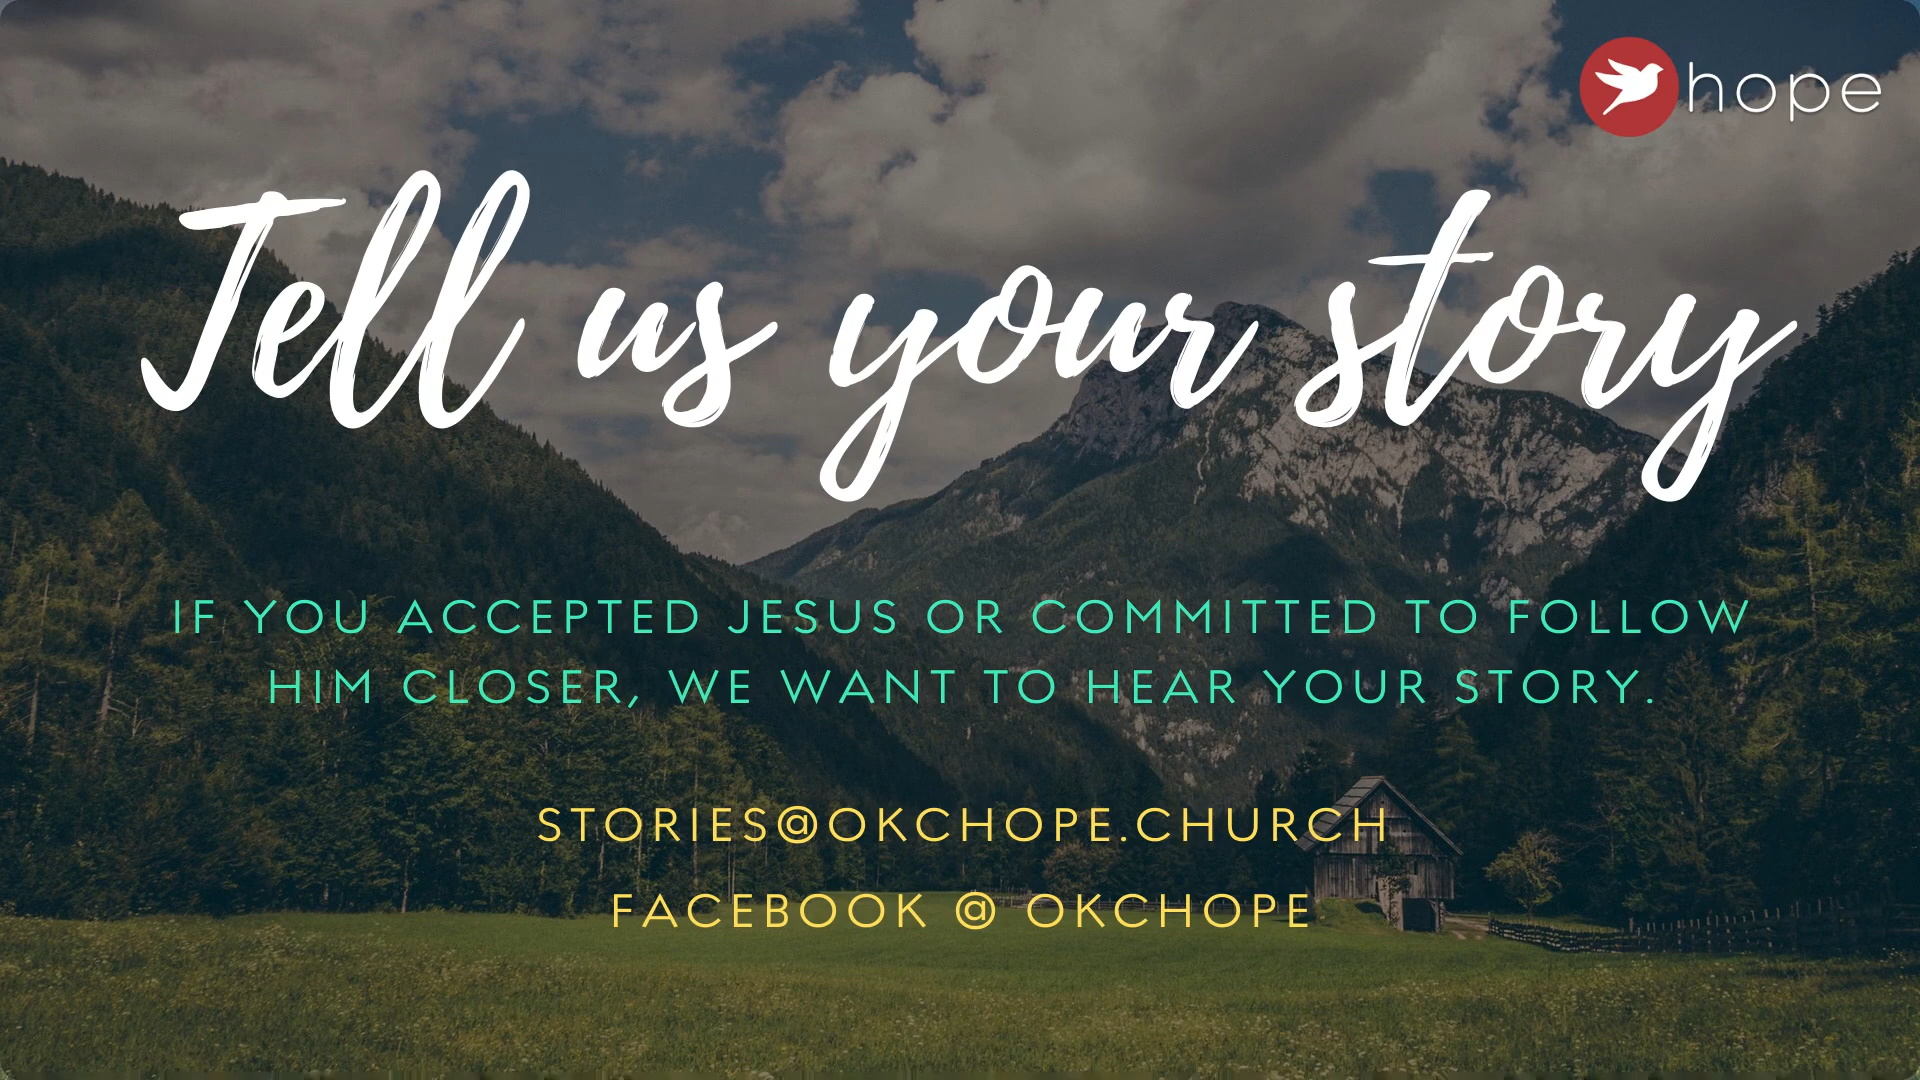 hope
Tell us your story
IF YOU ACCEPTED JESUS OR COMMITTED TO FOLLOW
HIM CLOSER, WE WANT TO HEAR YOUR STORY.
STORIES@OKCHOPE.CHURCH
FACEBOOK @ OKCHOPE